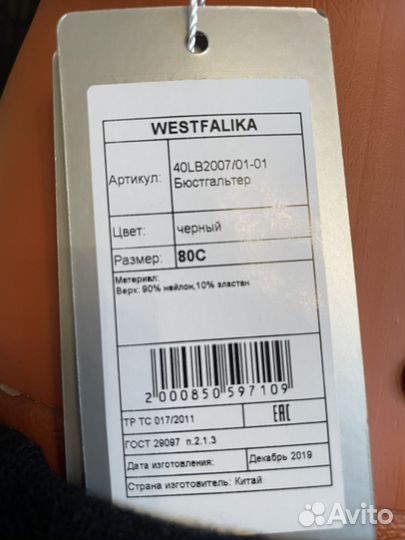 WESTFALIKA
Артикул: 40LB2007/01-01
Бюстгальтер
Цвет: черный
Размер: 80C
Материал:
Верх: 90% нейлон,10% эластан
2 000850 597109
ТР ТС 017/2011 EAC
ГОСТ 29097 п.2.1.3
Дата изготовления: Декабрь 2019
Страна изготовитель: Китай
Avito